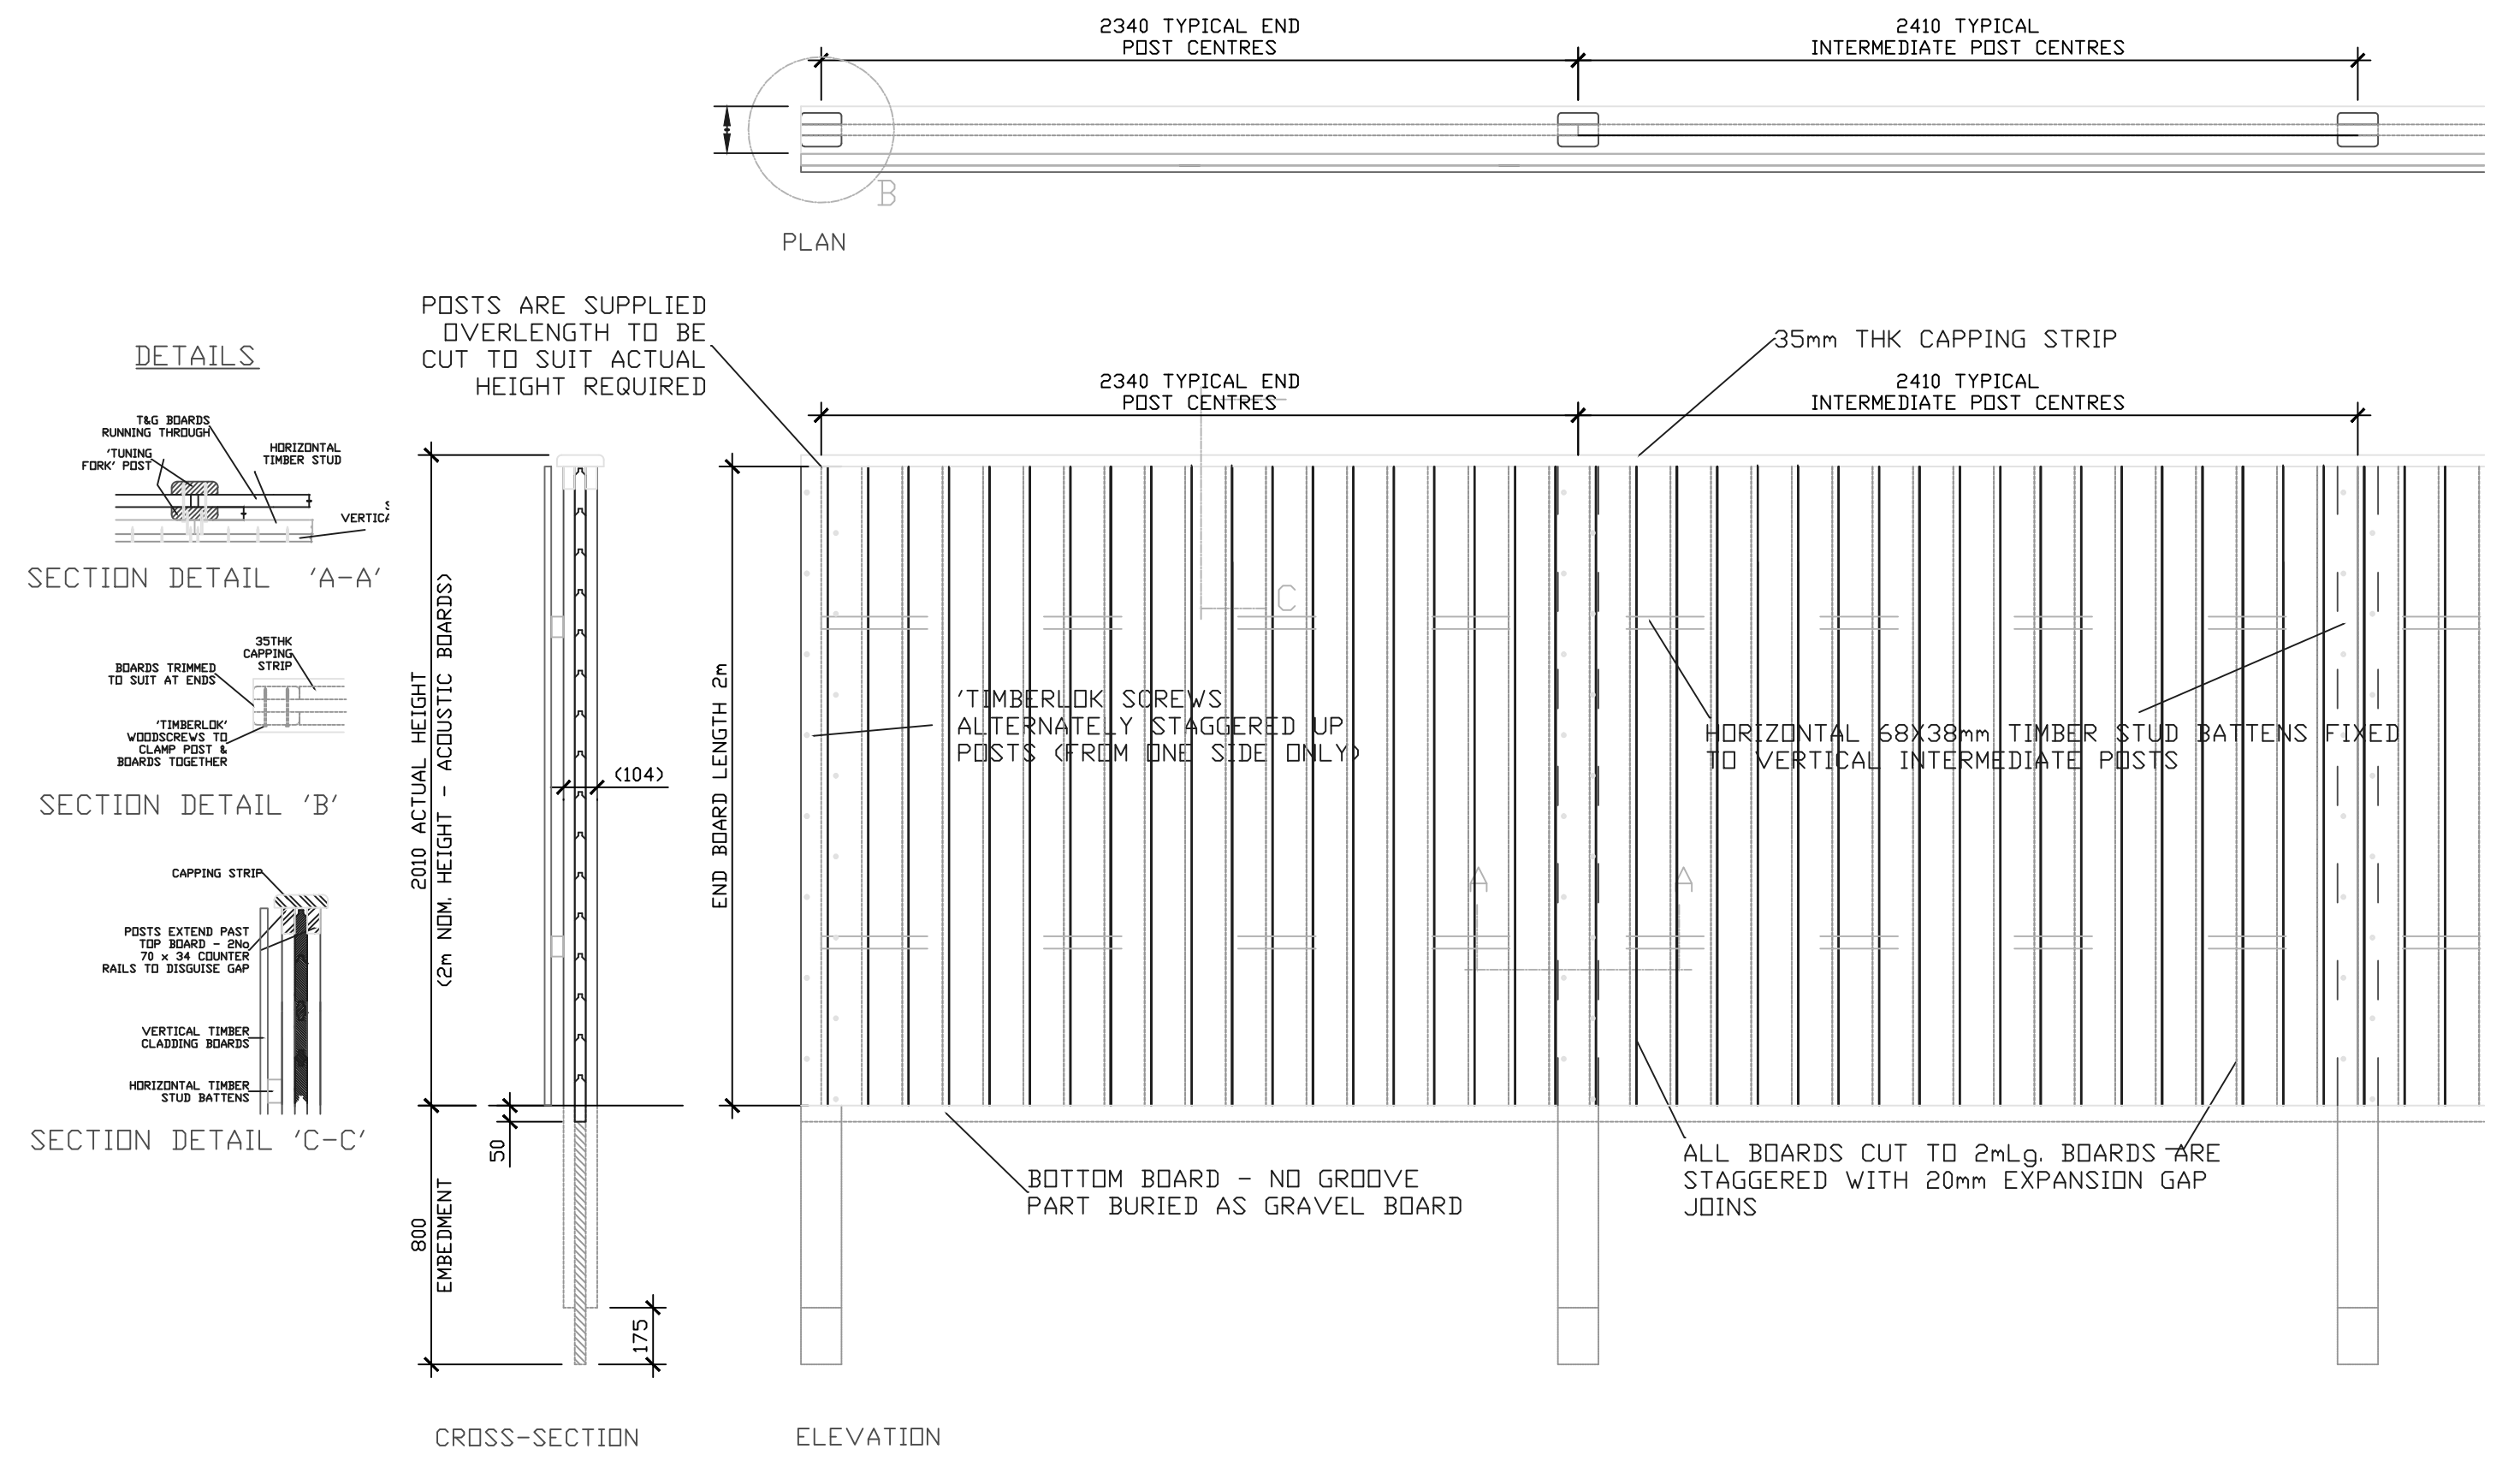 2340 TYPICAL END
POST CENTRES
2410 TYPICAL
INTERMEDIATE POST CENTRES
B
PLAN
POSTS ARE SUPPLIED
OVERLENGTH TO BE
CUT TO SUIT ACTUAL
HEIGHT REQUIRED
35mm THK CAPPING STRIP
2340 TYPICAL END
POST CENTRES
2410 TYPICAL
INTERMEDIATE POST CENTRES
DETAILS
T&G BOARDS
RUNNING THROUGH
'TUNING
FORK' POST
HORIZONTAL
TIMBER STUD
SECTION DETAIL 'A-A'
35THK
CAPPING
STRIP
BOARDS TRIMMED
TO SUIT AT ENDS
'TIMBERLOK'
WOODSCREWS TO
CLAMP POST &
BOARDS TOGETHER
SECTION DETAIL 'B'
CAPPING STRIP
POSTS EXTEND PAST
TOP BOARD - 2No
70 x 34 COUNTER
RAILS TO DISGUISE GAP
VERTICAL TIMBER
CLADDING BOARDS
HORIZONTAL TIMBER
STUD BATTENS
SECTION DETAIL 'C-C'
2010 ACTUAL HEIGHT
(2m NOM. HEIGHT - ACOUSTIC BOARDS)
(104)
50
800
EMBEDMENT
175
CROSS-SECTION
END BOARD LENGTH 2m
C
'TIMBERLOK SCREWS
ALTERNATELY STAGGERED UP
POSTS (FROM ONE SIDE ONLY)
HORIZONTAL 68X38mm TIMBER STUD BATTENS FIXED
TO VERTICAL INTERMEDIATE POSTS
A
A
BOTTOM BOARD - NO GROOVE
PART BURIED AS GRAVEL BOARD
ALL BOARDS CUT TO 2mLg. BOARDS ARE
STAGGERED WITH 20mm EXPANSION GAP
JOINS
ELEVATION